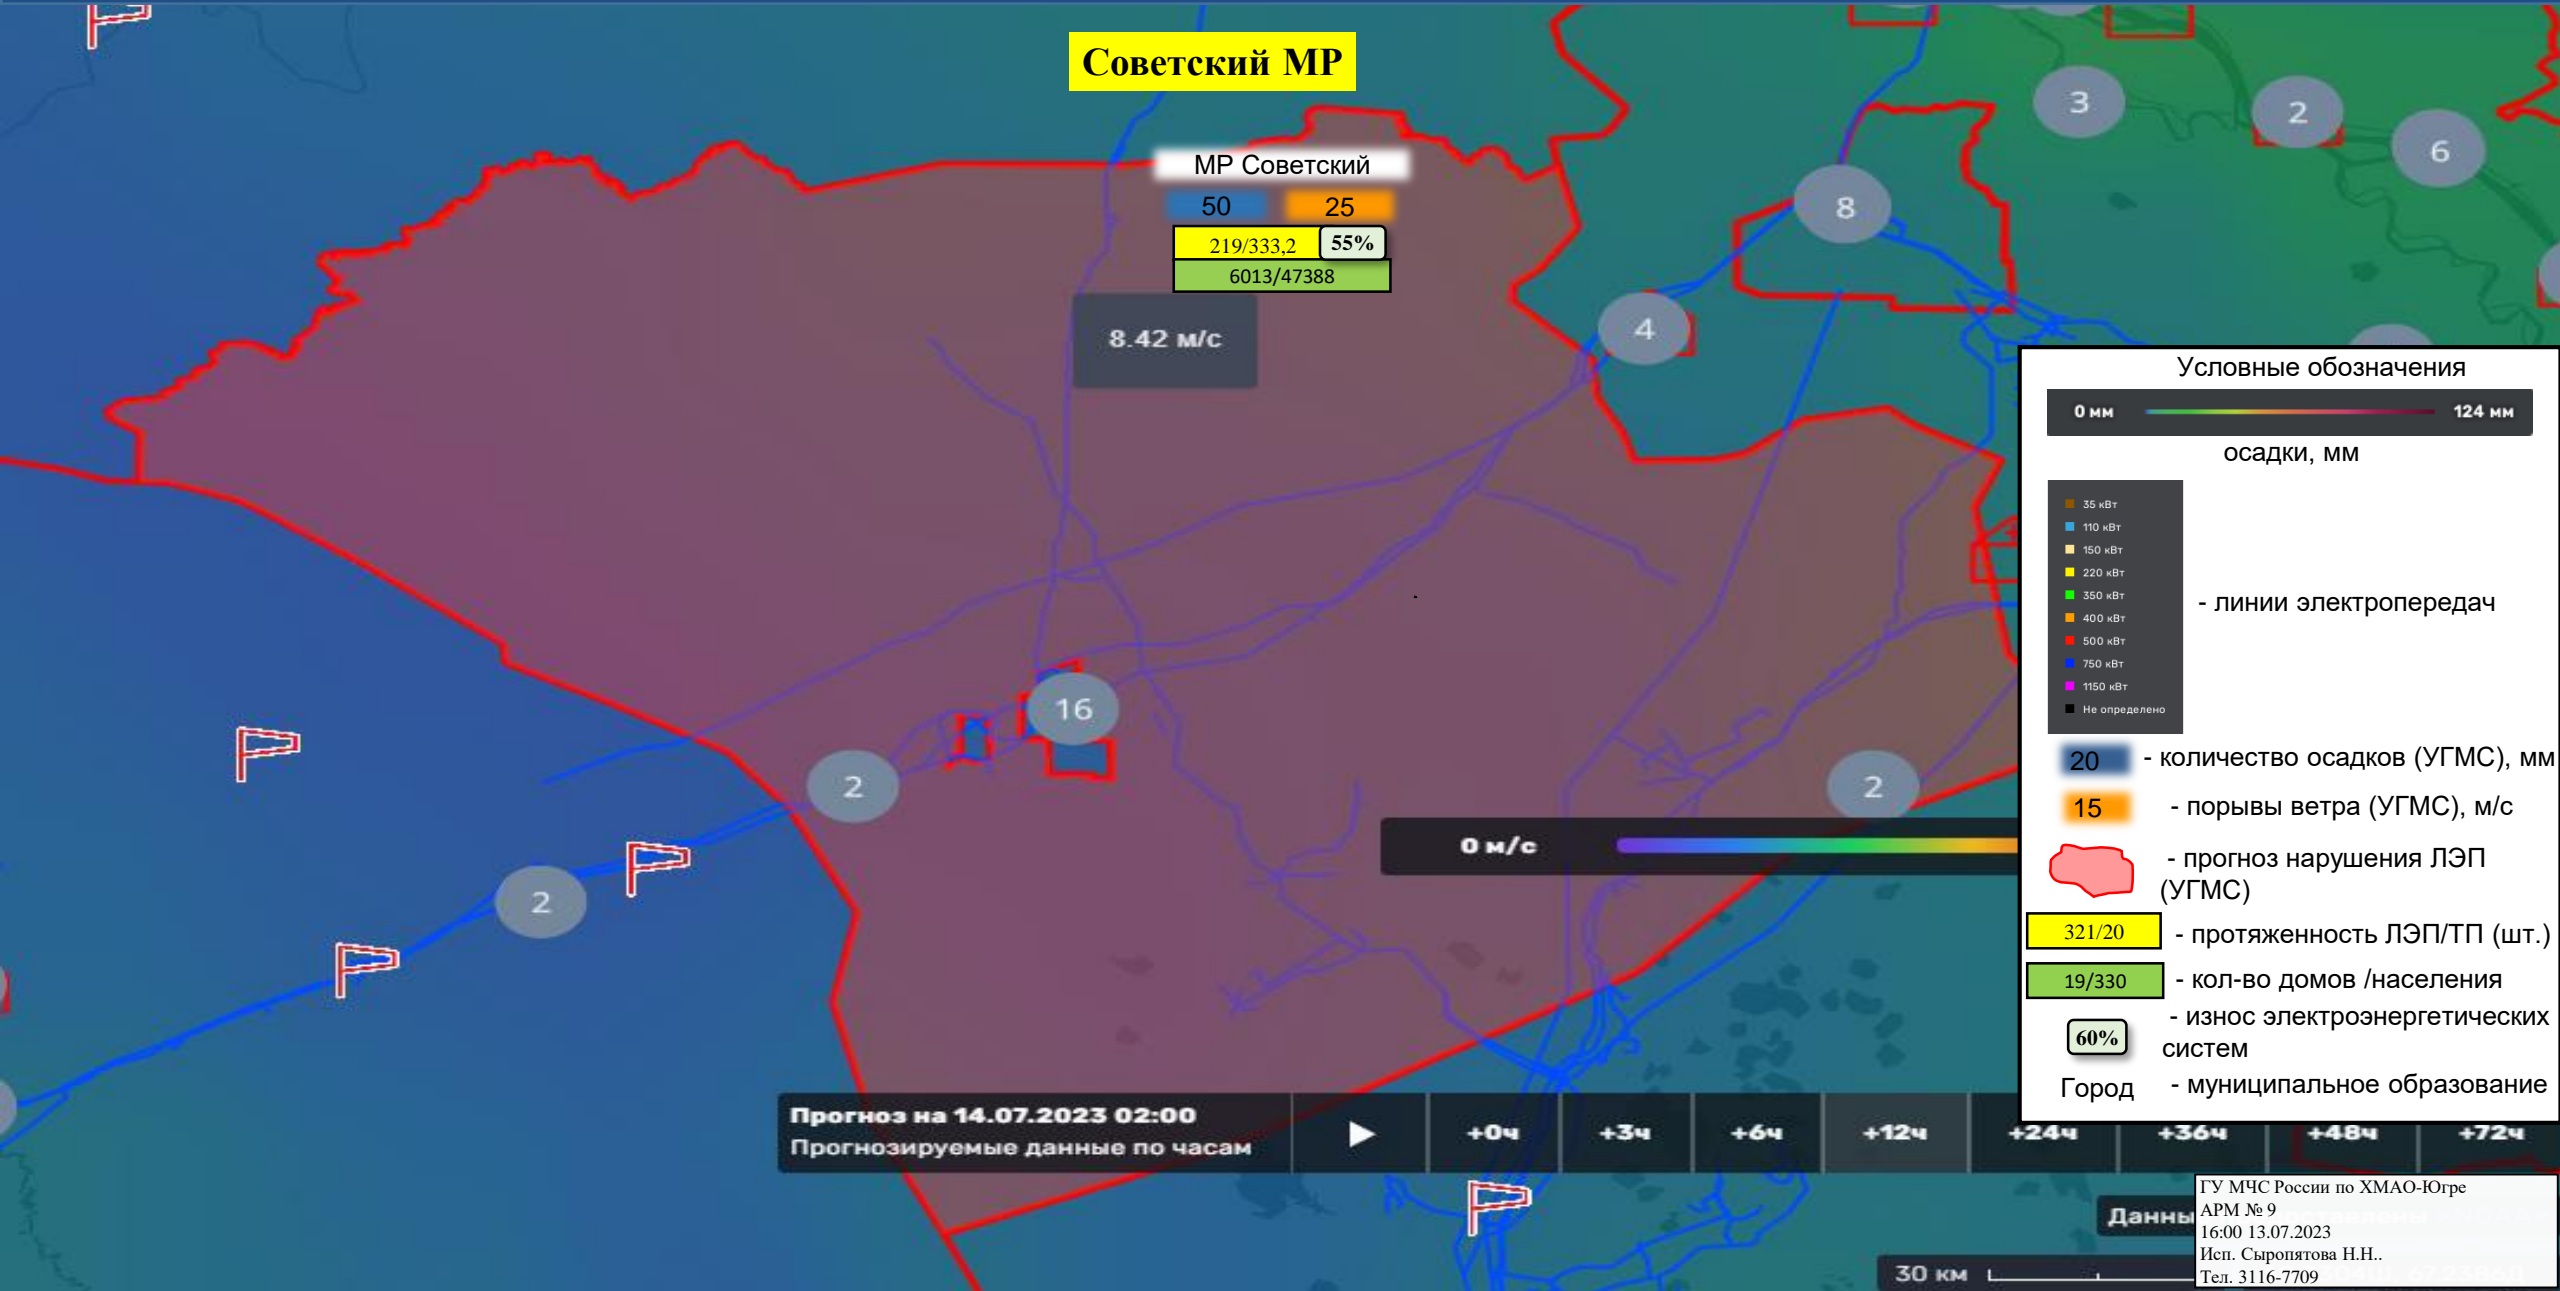 Советский МР
МР Советский
50
25
219/333,2
55%
6013/47388
8.42 м/с
3
2
6
8
4
16
2
2
2
0 м/с
Условные обозначения
0 мм
124 мм
осадки, мм
35 кВт
110 кВт
150 кВт
220 кВт
350 кВт
400 кВт
500 кВт
750 кВт
1150 кВт
Не определено
- линии электропередач
20 - количество осадков (УГМС), мм
15 - порывы ветра (УГМС), м/с
- прогноз нарушения ЛЭП
(УГМС)
321/20 - протяженность ЛЭП/ТП (шт.)
19/330 - кол-во домов /населения
- износ электроэнергетических
60% систем
Город - муниципальное образование
Прогноз на 14.07.2023 02:00
Прогнозируемые данные по часам
+0ч +3ч +6ч +12ч +24ч +36ч +48ч +72ч
ГУ МЧС России по ХМАО-Югре
АРМ № 9
16:00 13.07.2023
Исп. Сыропятова Н.Н..
Тел. 3116-7709
30 км